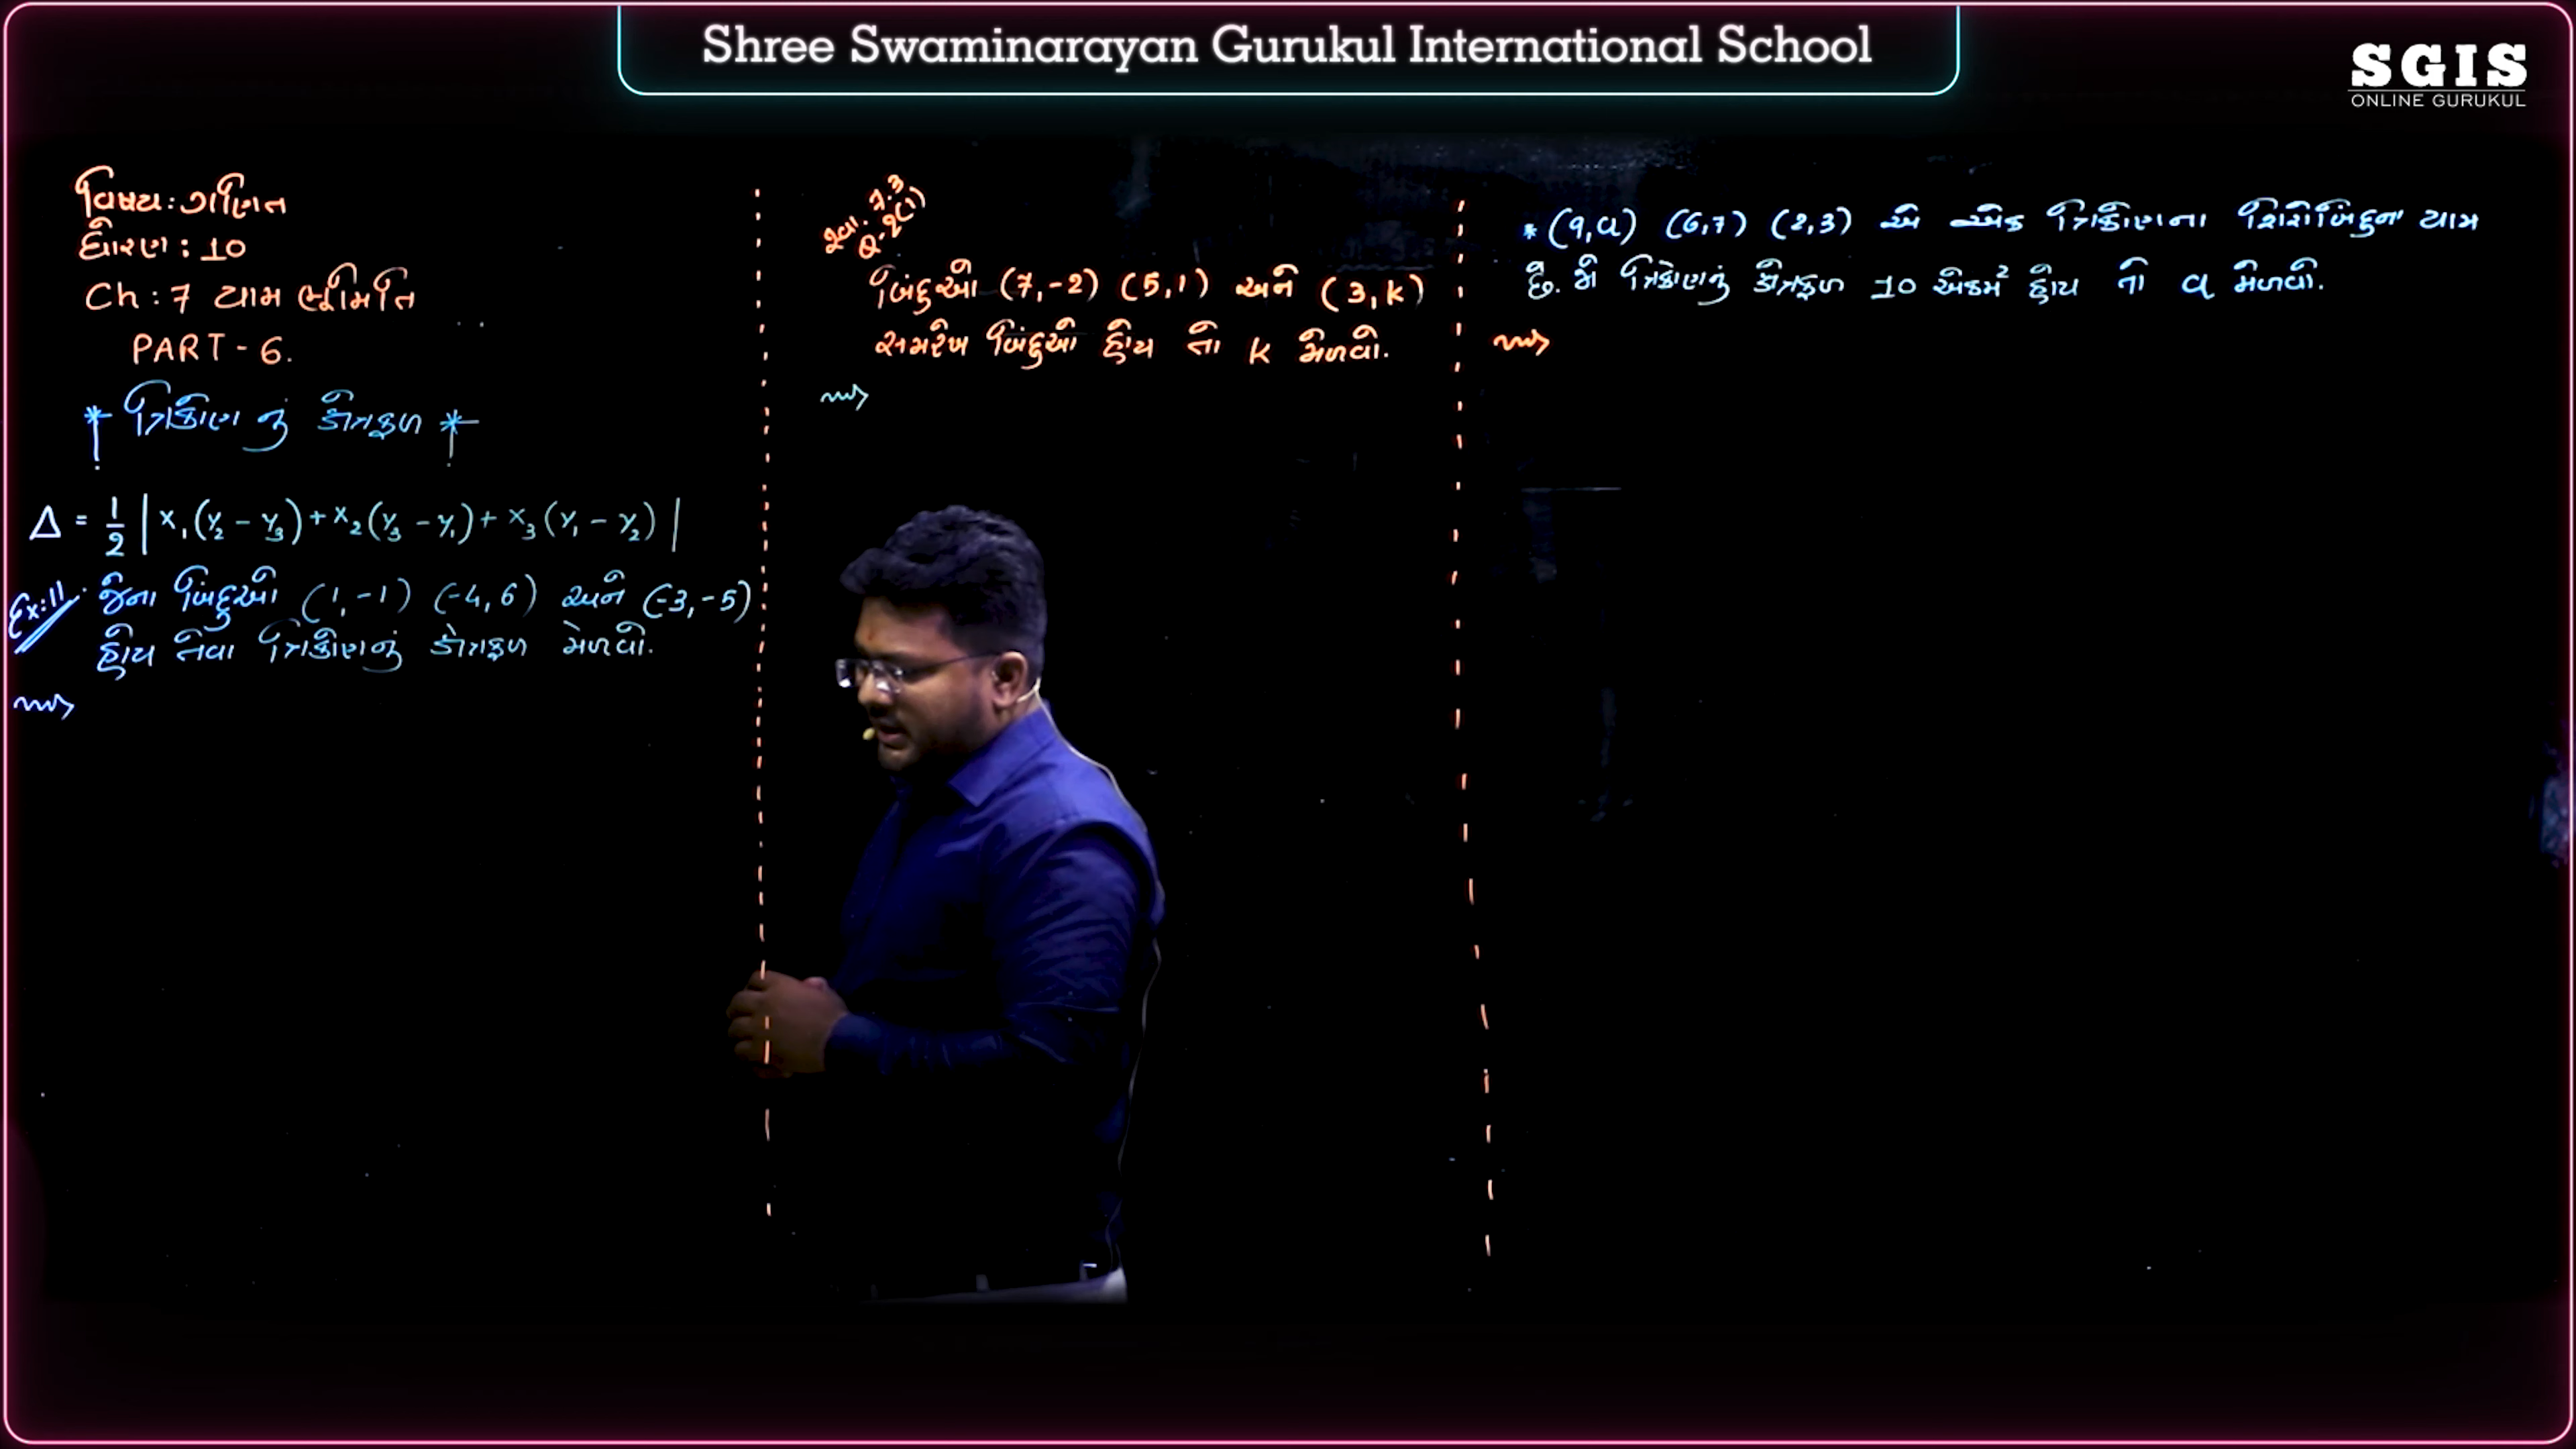 Shree Swaminarayan Gurukul International School
SGIS
ONLINE GURUKUL
વિષય: ગણિત
ધોરણ: 10
Ch: 7 યામ ભૂમિતિ
PART-6.
* ત્રિકોણ નું ક્ષેત્રફળ *
Δ = 1/2 | x₁(y₂ - y₃) + x₂(y₃ - y₁) + x₃(y₁ - y₂) |
Ex:11. જેના બિંદુઓ (1,-1) (-4,6) અને (-3,-5)
હોય તેવા ત્રિકોણનું ક્ષેત્રફળ મેળવો.
સ્વા. 7.3
Q-2(1)
બિંદુઓ (7,-2) (5,1) અને (3,k)
સમરેખ બિંદુઓ હોય તો k મેળવો.
* (9,a) (6,7) (2,3) એ એક ત્રિકોણના શિરોબિંદુના યામ
છે. જો ત્રિકોણનું ક્ષેત્રફળ 10 એકમ² હોય તો a મેળવો.